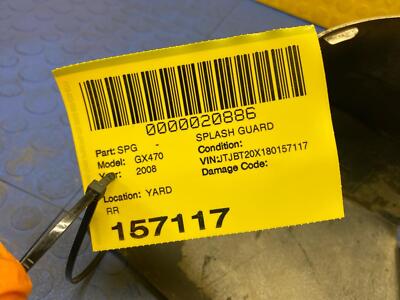 0000020886
Part: SPG - SPLASH GUARD
Model: GX470 Condition:
Year: 2008 VIN:JTJBT20X180157117
Damage Code:
Location: YARD
RR
157117